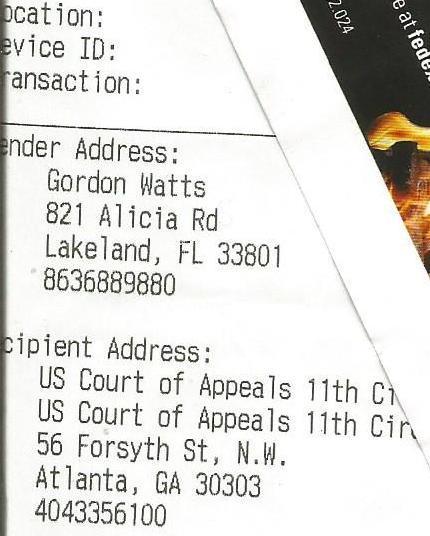 ocation:
evice ID:
ransaction:
ender Address:
Gordon Watts
821 Alicia Rd
Lakeland, FL 33801
8636889880
cipient Address:
US Court of Appeals 11th Ci
US Court of Appeals 11th Circ
56 Forsyth St, N.W.
Atlanta, GA 30303
4043356100
2.024
e at fedex